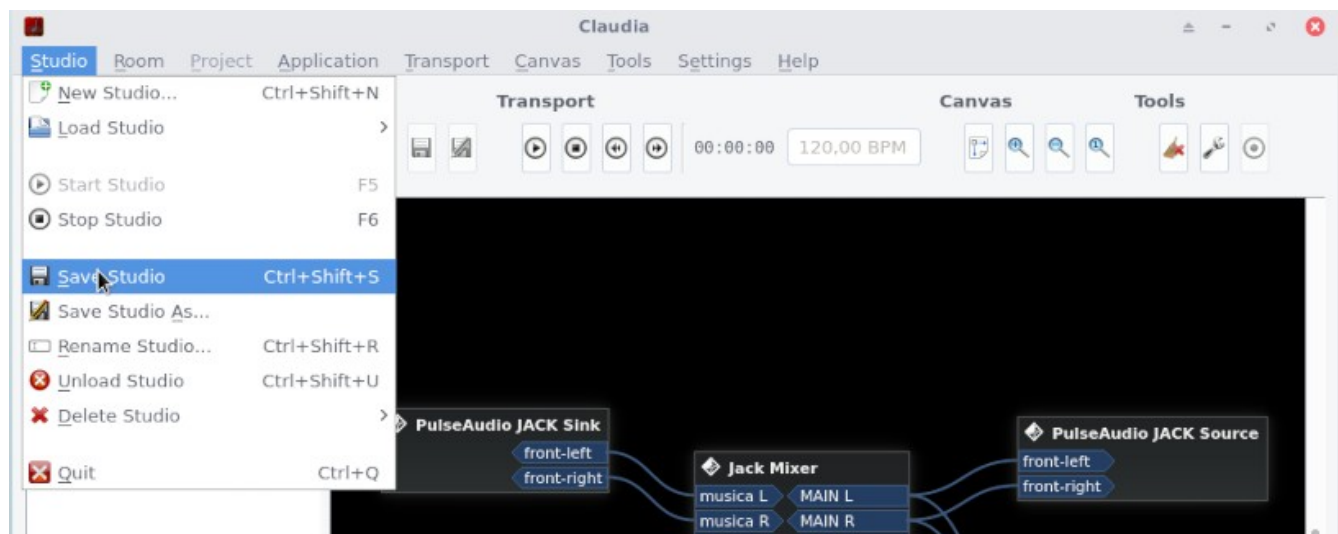 Claudia
Studio Room Project Application Transport Canvas Tools Settings Help
New Studio... Ctrl+Shift+N
Load Studio
Start Studio F5
Stop Studio F6
Save Studio Ctrl+Shift+S
Save Studio As...
Rename Studio... Ctrl+Shift+R
Unload Studio Ctrl+Shift+U
Delete Studio
Quit Ctrl+Q
Transport Canvas Tools
00:00:00 120,00 BPM
PulseAudio JACK Sink
front-left
front-right
Jack Mixer
musica L MAIN L
musica R MAIN R
PulseAudio JACK Source
front-left
front-right